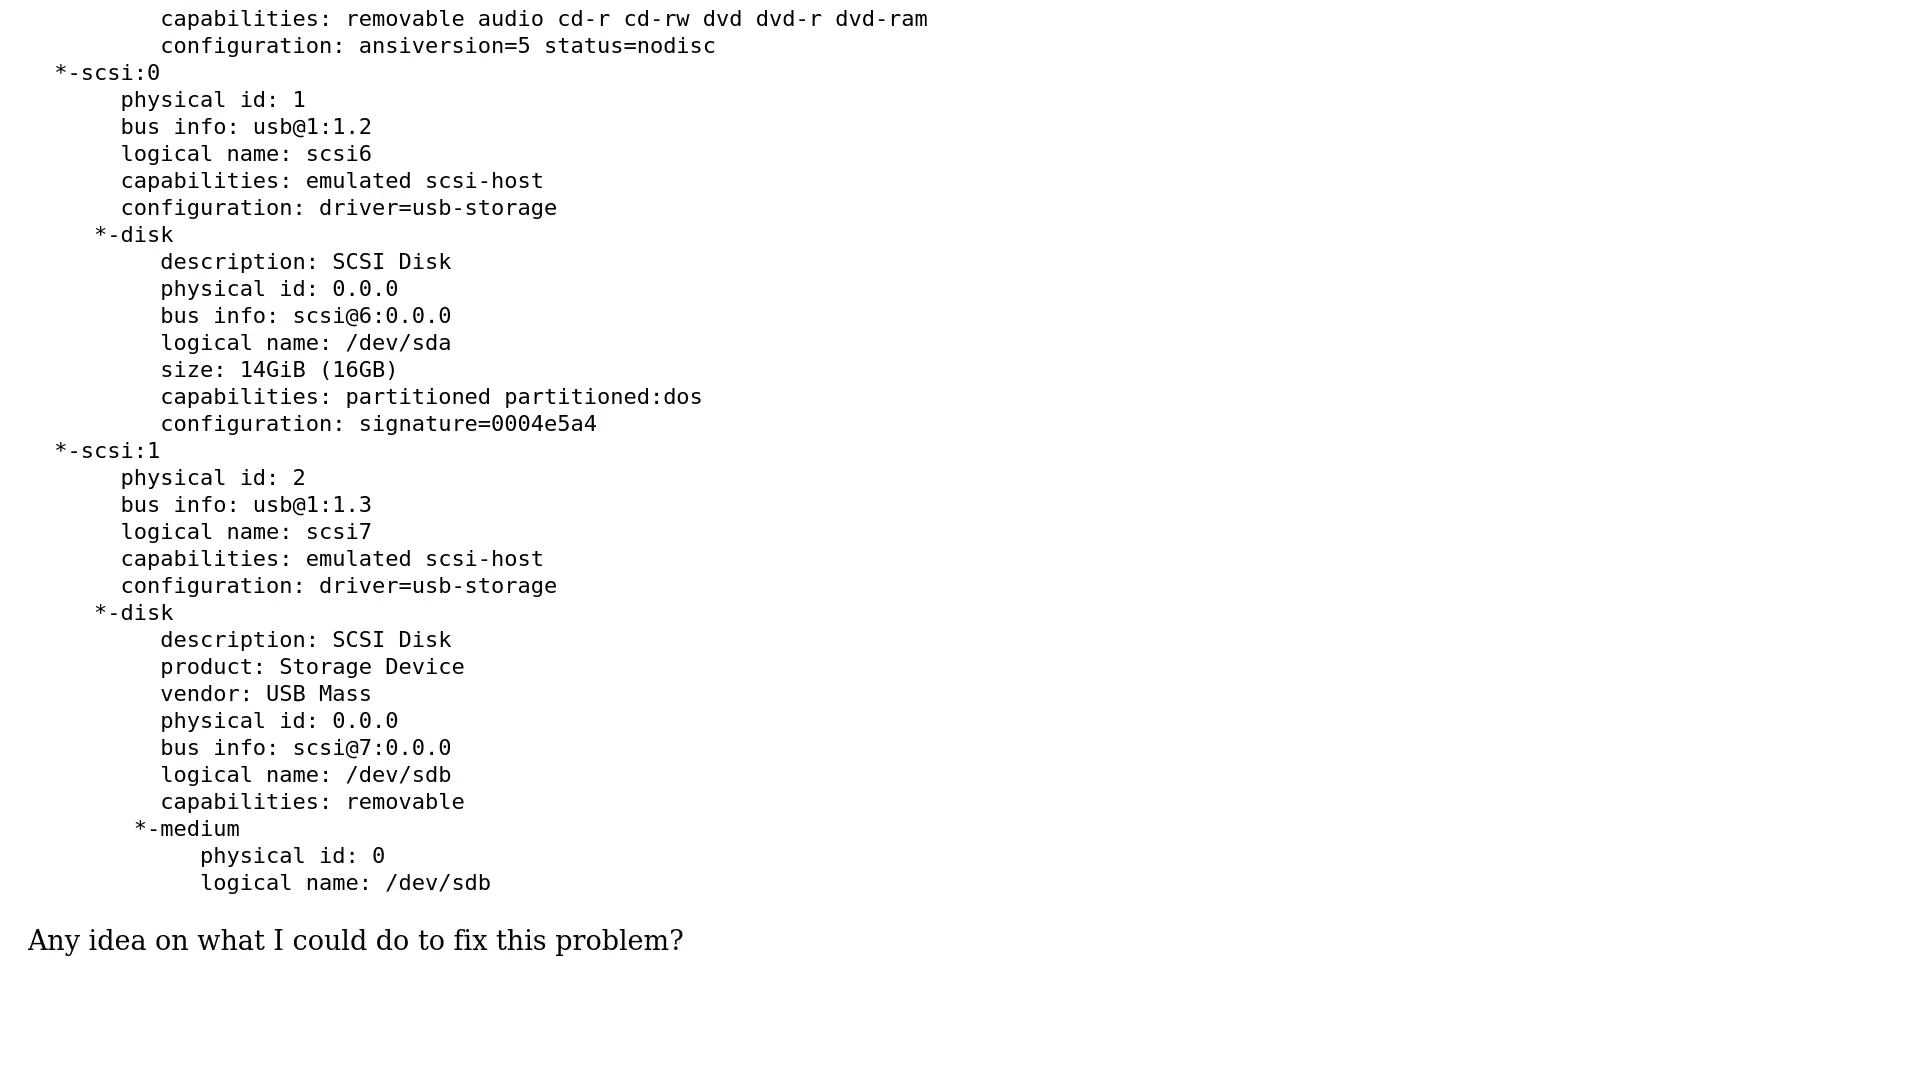 capabilities: removable audio cd-r cd-rw dvd dvd-r dvd-ram
configuration: ansiversion=5 status=nodisc
*-scsi:0
physical id: 1
bus info: usb@1:1.2
logical name: scsi6
capabilities: emulated scsi-host
configuration: driver=usb-storage
*-disk
description: SCSI Disk
physical id: 0.0.0
bus info: scsi@6:0.0.0
logical name: /dev/sda
size: 14GiB (16GB)
capabilities: partitioned partitioned:dos
configuration: signature=0004e5a4
*-scsi:1
physical id: 2
bus info: usb@1:1.3
logical name: scsi7
capabilities: emulated scsi-host
configuration: driver=usb-storage
*-disk
description: SCSI Disk
product: Storage Device
vendor: USB Mass
physical id: 0.0.0
bus info: scsi@7:0.0.0
logical name: /dev/sdb
capabilities: removable
*-medium
physical id: 0
logical name: /dev/sdb
Any idea on what I could do to fix this problem?